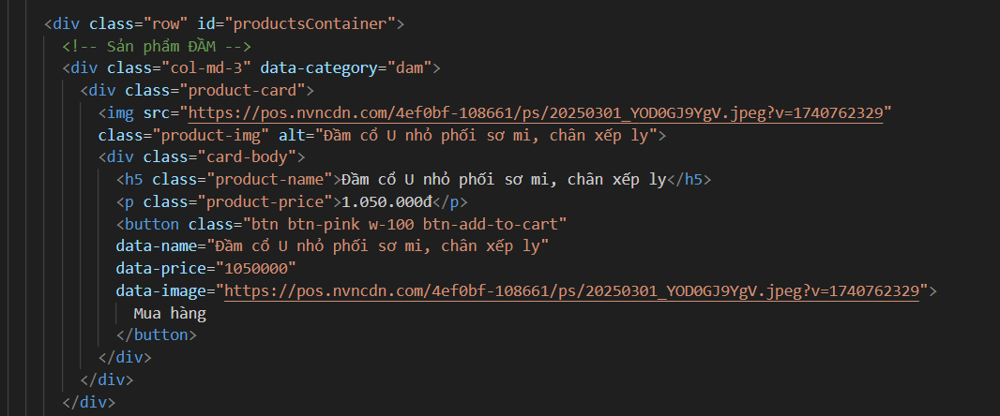 <div class="row" id="productsContainer">
<!-- Sản phẩm ĐẦM -->
<div class="col-md-3" data-category="dam">
<div class="product-card">
<img src="https://pos.nvncdn.com/4ef0bf-108661/ps/20250301_YOD0GJ9YgV.jpeg?v=1740762329"
class="product-img" alt="Đầm cổ U nhỏ phối sơ mi, chân xếp ly">
<div class="card-body">
<h5 class="product-name">Đầm cổ U nhỏ phối sơ mi, chân xếp ly</h5>
<p class="product-price">1.050.000đ</p>
<button class="btn btn-pink w-100 btn-add-to-cart"
data-name="Đầm cổ U nhỏ phối sơ mi, chân xếp ly"
data-price="1050000"
data-image="https://pos.nvncdn.com/4ef0bf-108661/ps/20250301_YOD0GJ9YgV.jpeg?v=1740762329">
Mua hàng
</button>
</div>
</div>
</div>